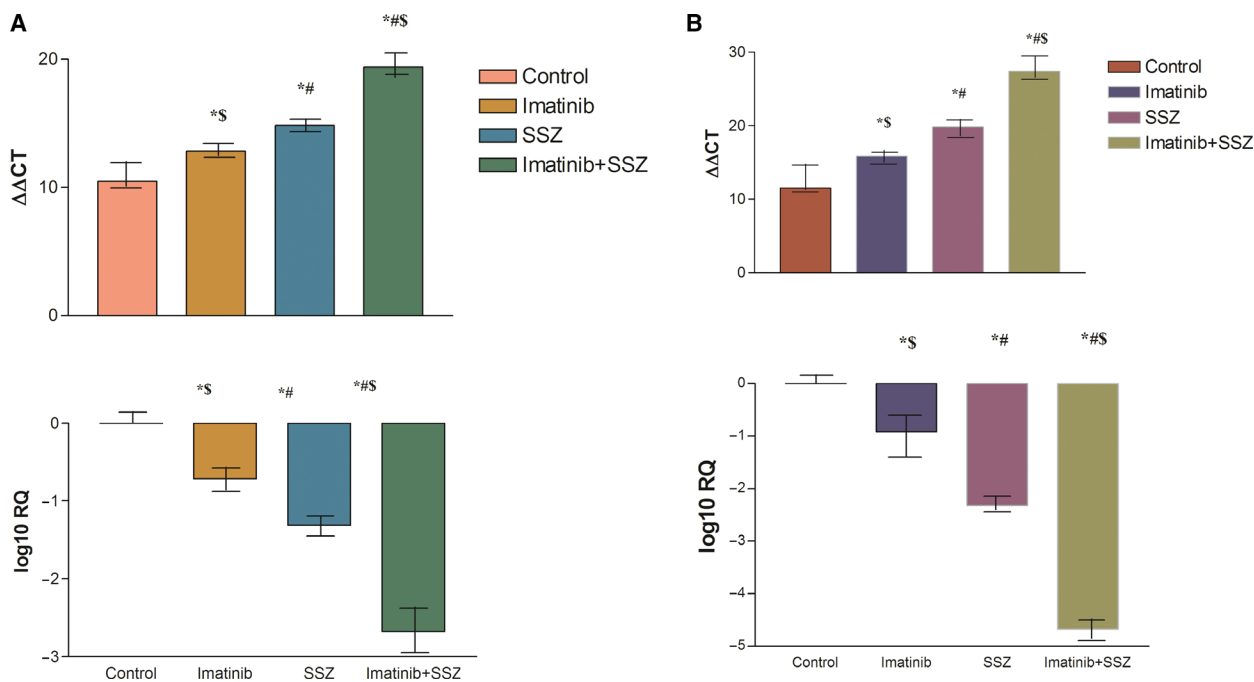 A
ΔΔCT
20
10
0
*$
*#
*#$
Control
Imatinib
SSZ
Imatinib+SSZ
log10 RQ
0
−1
−2
−3
*$
*#
*#$
Control Imatinib SSZ Imatinib+SSZ
B
ΔΔCT
30
20
10
0
*$
*#
*#$
Control
Imatinib
SSZ
Imatinib+SSZ
log10 RQ
0
−1
−2
−3
−4
−5
*$
*#
*#$
Control Imatinib SSZ Imatinib+SSZ